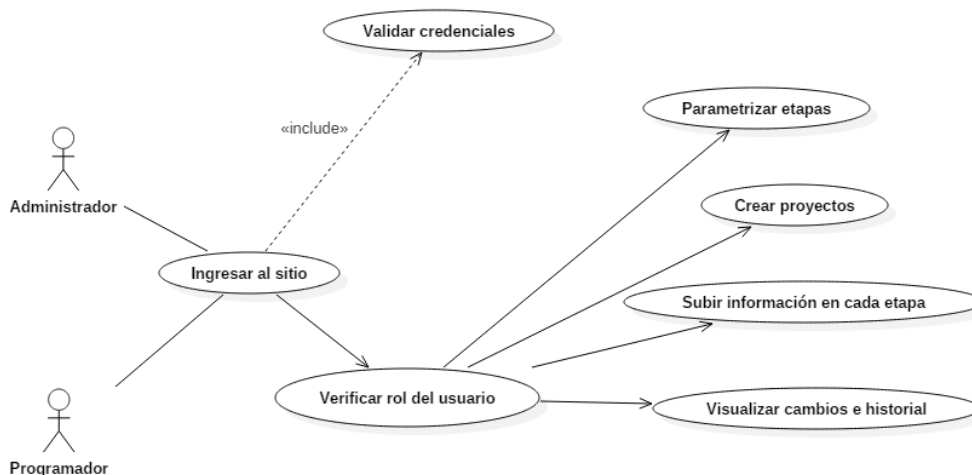 Validar credenciales
Parametrizar etapas
«include»
Administrador
Crear proyectos
Ingresar al sitio
Subir información en cada etapa
Verificar rol del usuario
Visualizar cambios e historial
Programador